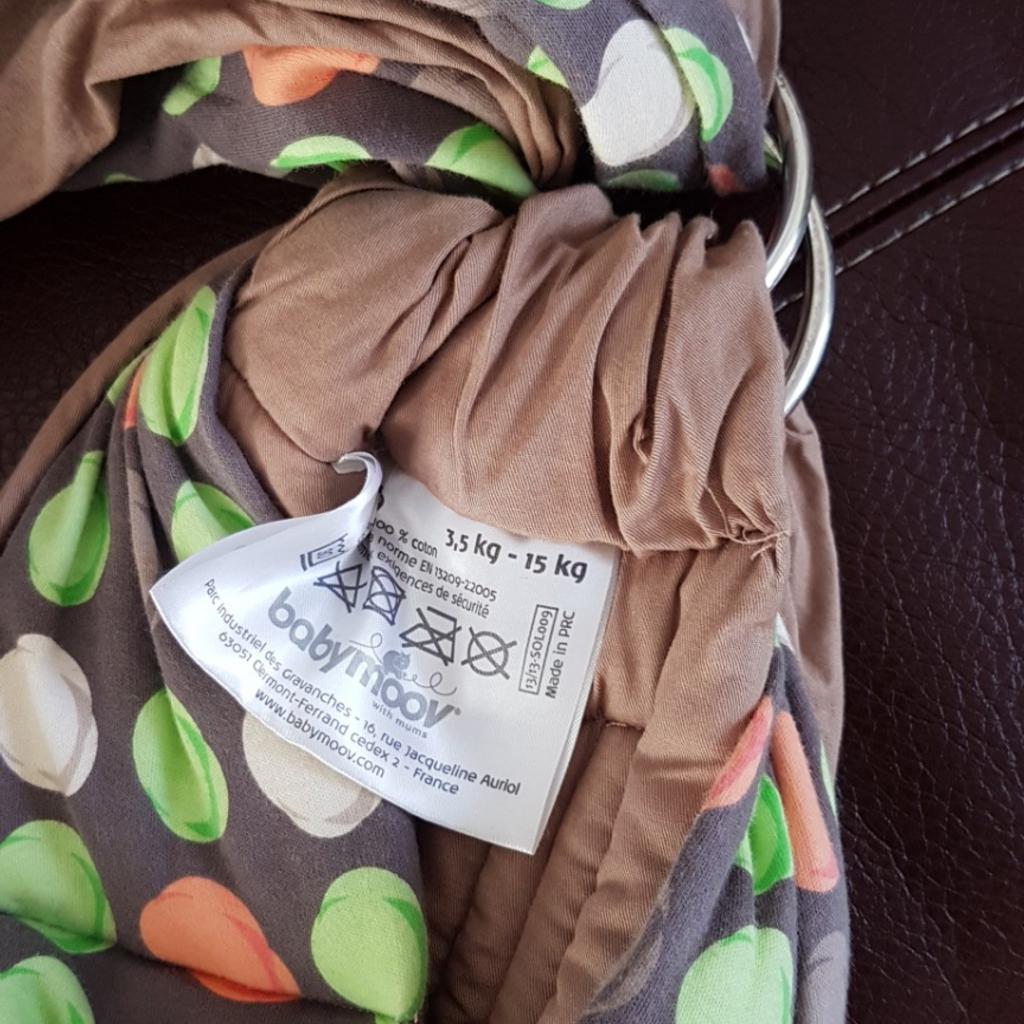 100 % coton
3,5 kg - 15 kg
norme EN 13209-2:2005
exigences de sécurité
babymoov
with mums
13/13-SOL009
Made in PRC
Parc industriel des Gravanches - 16, rue Jacqueline Auriol
63051 Clermont-Ferrand cedex 2 - France
www.babymoov.com